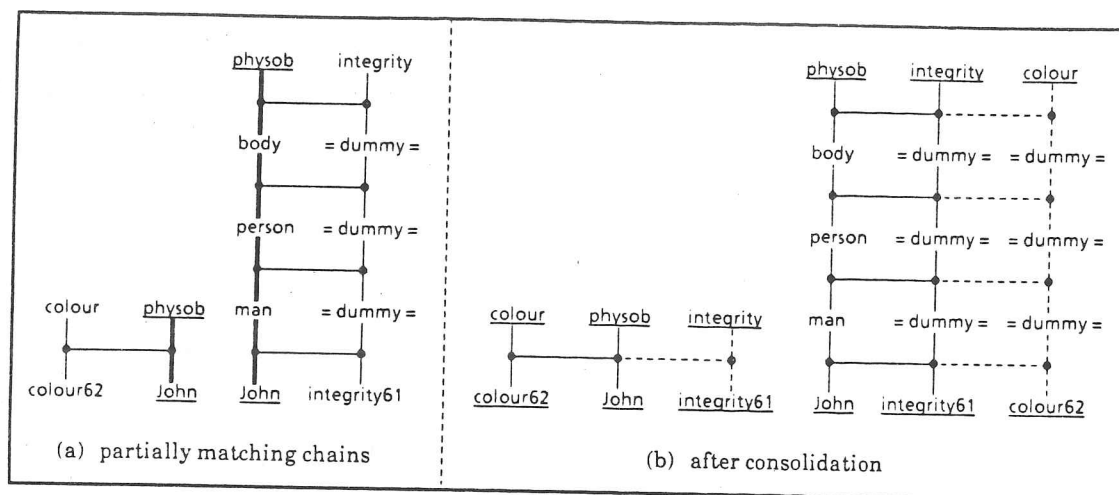 physob integrity
body = dummy =
person = dummy =
colour physob man = dummy =
colour62 John John integrity61
(a) partially matching chains
physob integrity colour
body = dummy = = dummy =
person = dummy = = dummy =
colour physob integrity man = dummy = = dummy =
colour62 John integrity61 John integrity61 colour62
(b) after consolidation